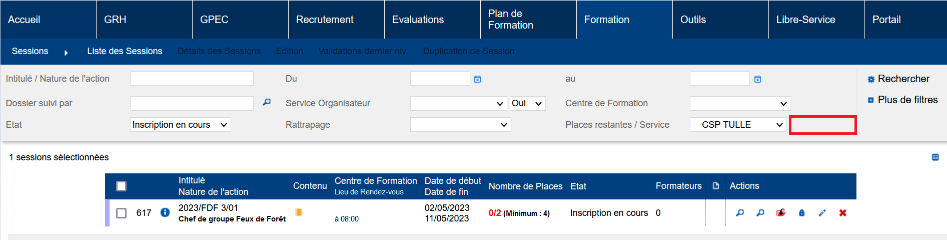 Accueil GRH GPEC Recrutement Evaluations Plan de Formation Formation Outils Libre-Service Portail
Sessions Liste des Sessions Détails des Sessions Edition Validations dernier niv. Duplication de Session
Intitulé / Nature de l'action Du au Rechercher
Dossier suivi par Service Organisateur Oui Centre de Formation Plus de filtres
Etat Inscription en cours Rattrapage Places restantes / Service CSP TULLE
1 sessions sélectionnées
Intitulé Nature de l'action Contenu Centre de Formation Lieu de Rendez-vous Date de début Date de fin Nombre de Places Etat Formateurs Actions
617 2023/FDF 3/01 Chef de groupe Feux de Forêt à 08:00 02/05/2023 11/05/2023 0/2 (Minimum : 4) Inscription en cours 0